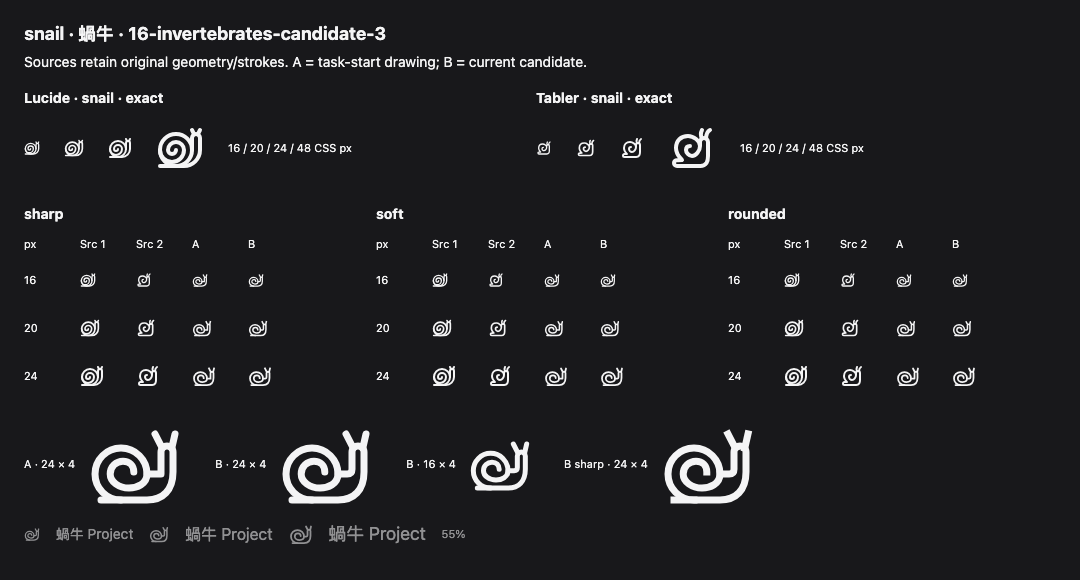 snail · 蝸牛 · 16-invertebrates-candidate-3
Sources retain original geometry/strokes. A = task-start drawing; B = current candidate.
Lucide · snail · exact
Tabler · snail · exact
16 / 20 / 24 / 48 CSS px
16 / 20 / 24 / 48 CSS px
sharp
soft
rounded
px Src 1 Src 2 A B
px Src 1 Src 2 A B
px Src 1 Src 2 A B
16
16
16
20
20
20
24
24
24
A · 24 × 4
B · 24 × 4
B · 16 × 4
B sharp · 24 × 4
蝸牛 Project
蝸牛 Project
蝸牛 Project
55%